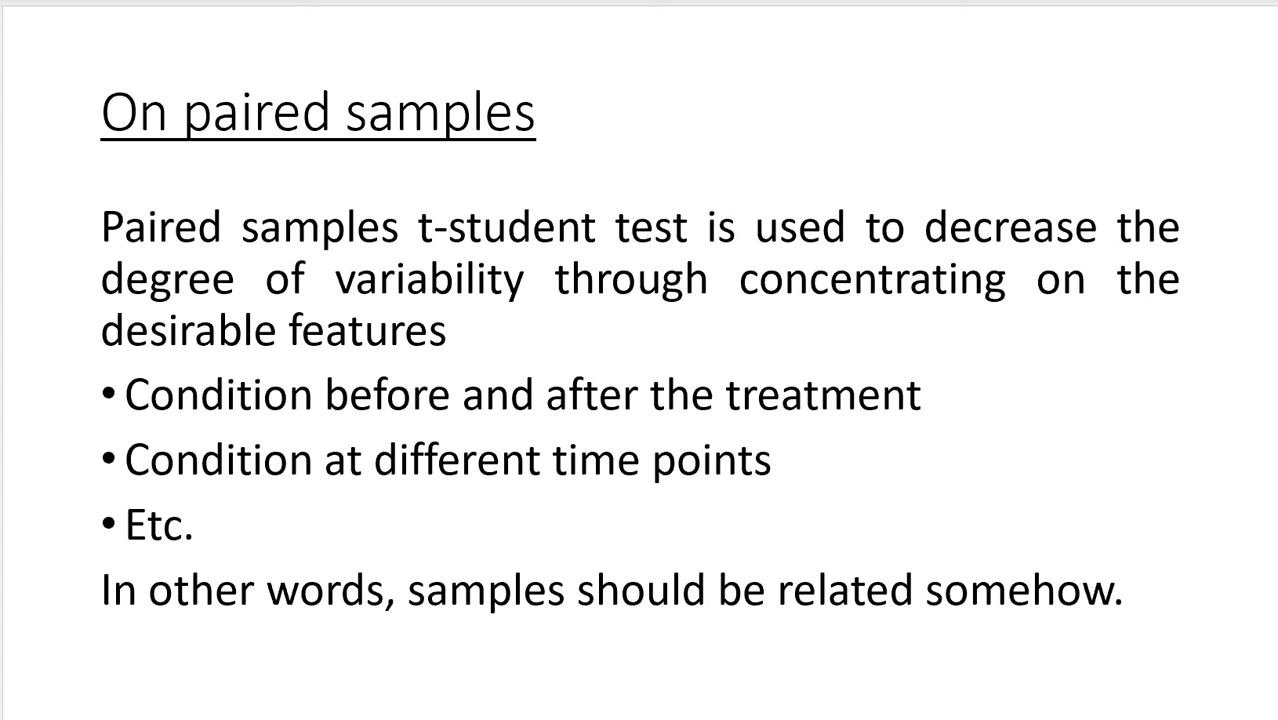 On paired samples
Paired samples t-student test is used to decrease the
degree of variability through concentrating on the
desirable features
• Condition before and after the treatment
• Condition at different time points
• Etc.
In other words, samples should be related somehow.